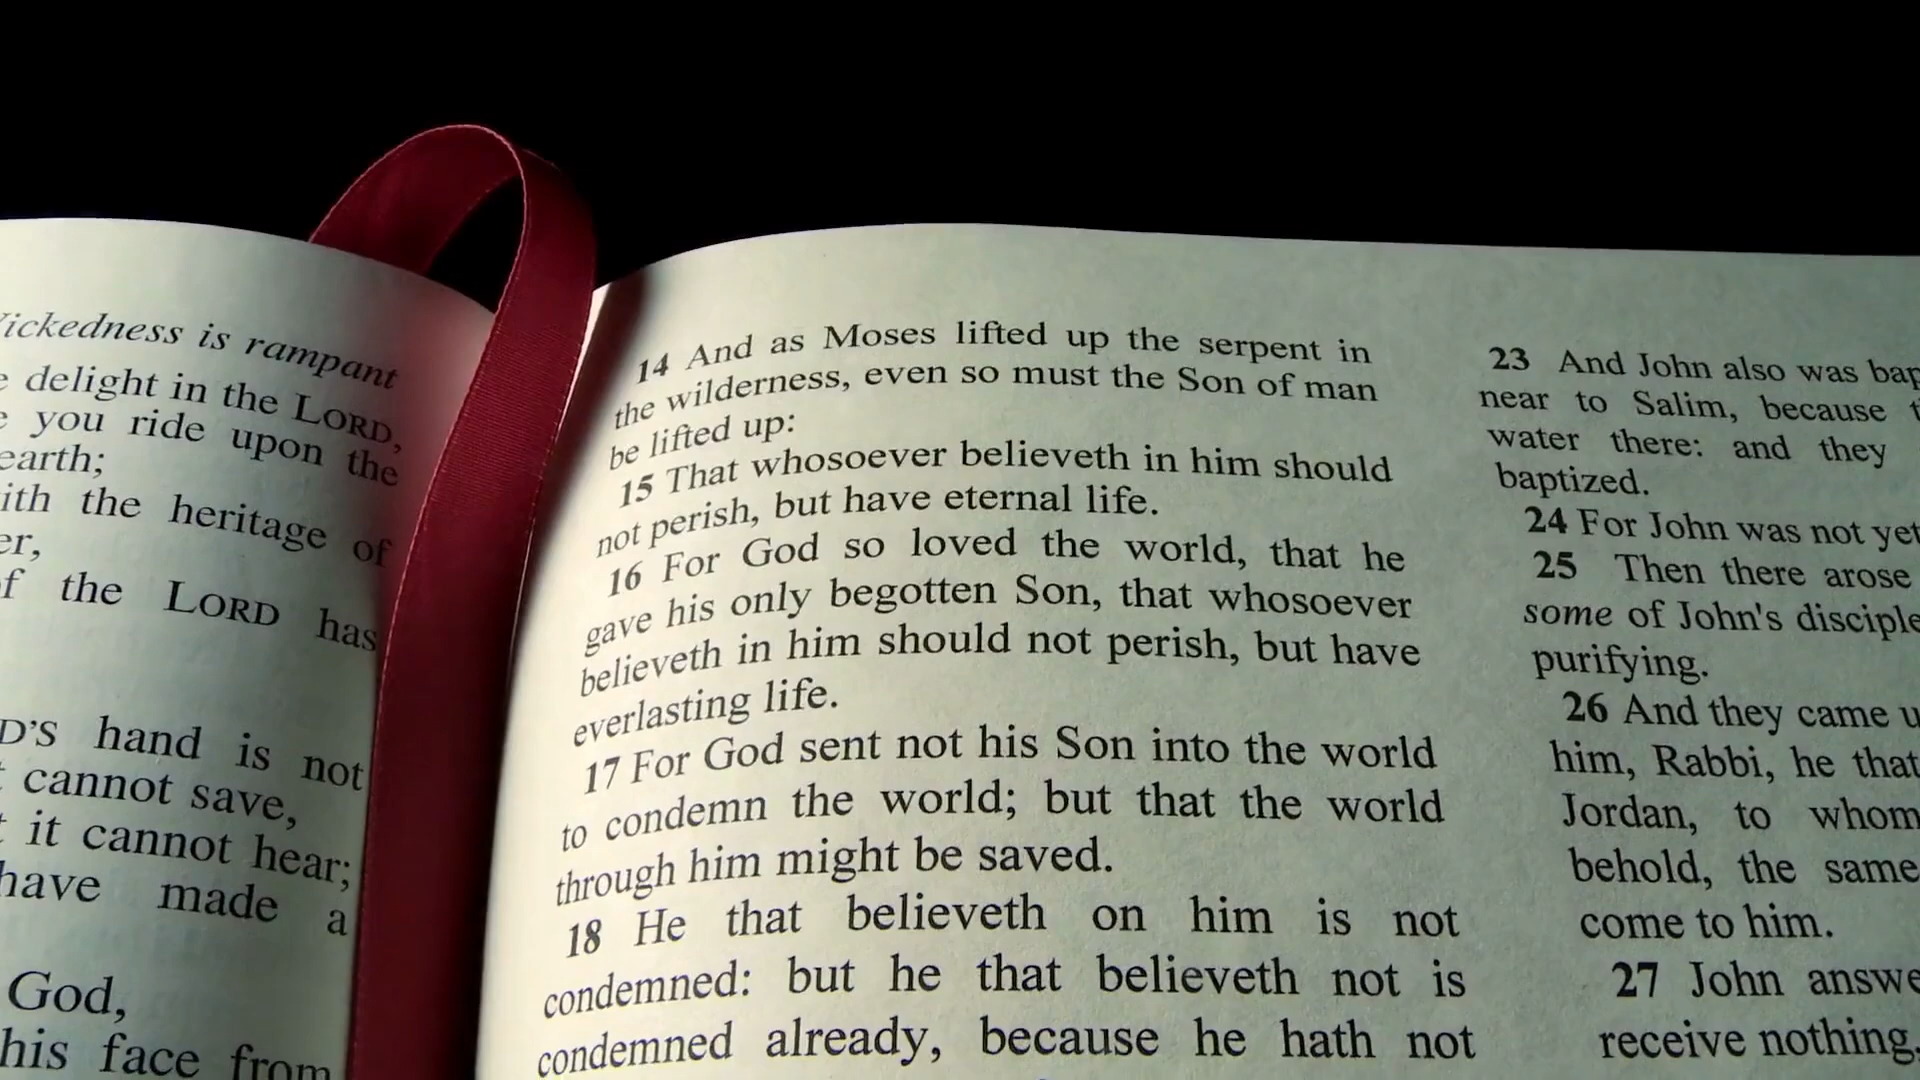 ickedness is rampant
delight in the LORD,
you ride upon the
earth;
ith the heritage of
er,
f the LORD has
D'S hand is not
cannot save,
it cannot hear;
have made a
God,
his face from
14 And as Moses lifted up the serpent in
the wilderness, even so must the Son of man
be lifted up:
15 That whosoever believeth in him should
not perish, but have eternal life.
16 For God so loved the world, that he
gave his only begotten Son, that whosoever
believeth in him should not perish, but have
everlasting life.
17 For God sent not his Son into the world
to condemn the world; but that the world
through him might be saved.
18 He that believeth on him is not
condemned: but he that believeth not is
condemned already, because he hath not
23 And John also was bap
near to Salim, because t
water there: and they
baptized.
24 For John was not yet
25 Then there arose
some of John's disciple
purifying.
26 And they came u
him, Rabbi, he that
Jordan, to whom
behold, the same
come to him.
27 John answe
receive nothing,